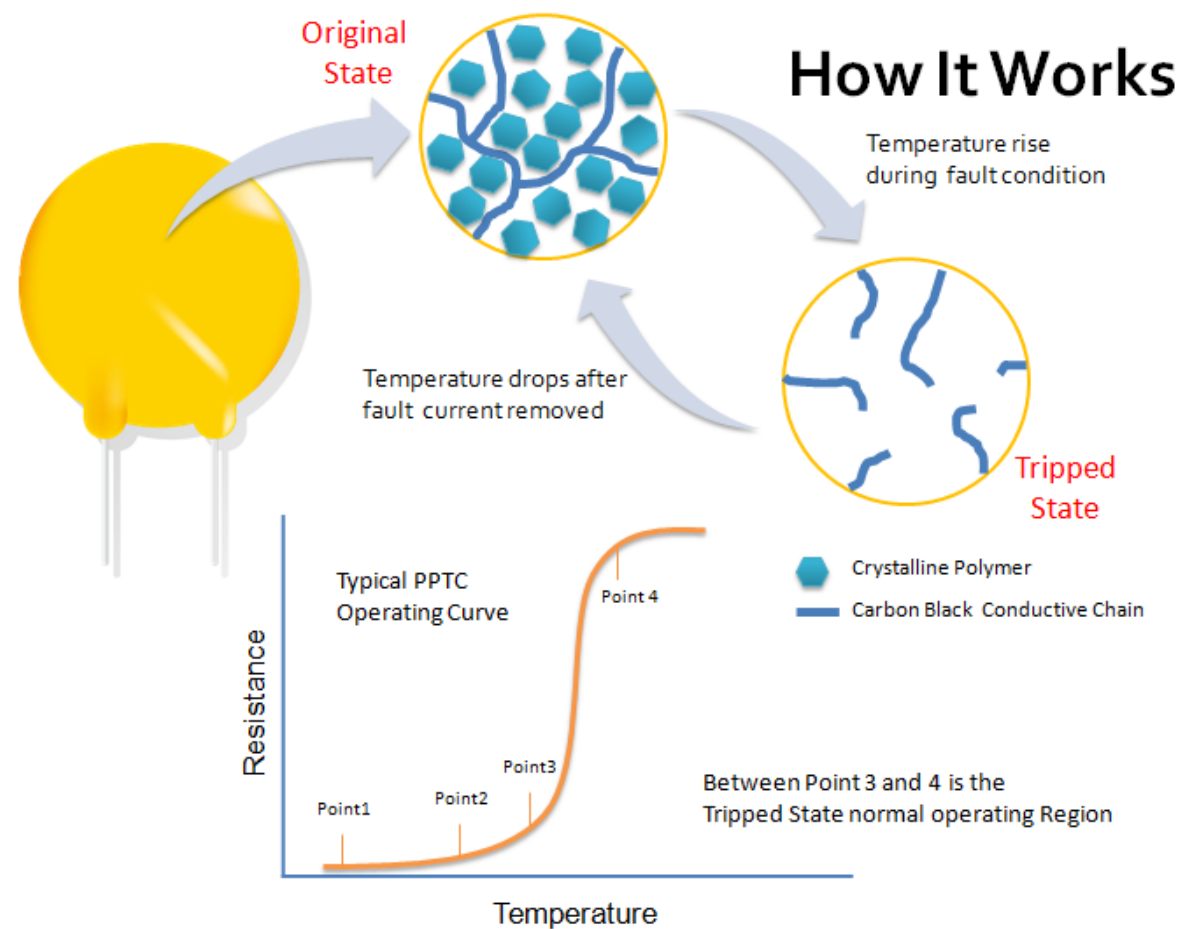 Original
State
How It Works
Temperature rise
during fault condition
Temperature drops after
fault current removed
Tripped
State
Typical PPTC
Operating Curve
Crystalline Polymer
Carbon Black Conductive Chain
Point 4
Point3
Point2
Point1
Resistance
Temperature
Between Point 3 and 4 is the
Tripped State normal operating Region